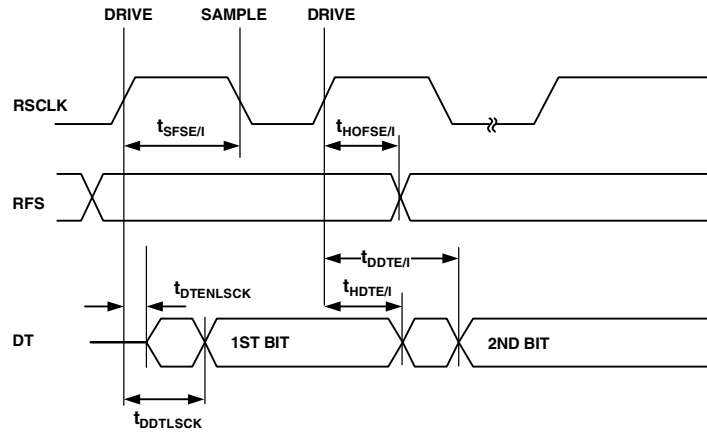 DRIVE SAMPLE DRIVE
RSCLK
tSFSE/I tHOFSE/I
RFS
tDDTE/I
tDTENLSCK tHDTE/I
DT 1ST BIT 2ND BIT
tDDTLSCK